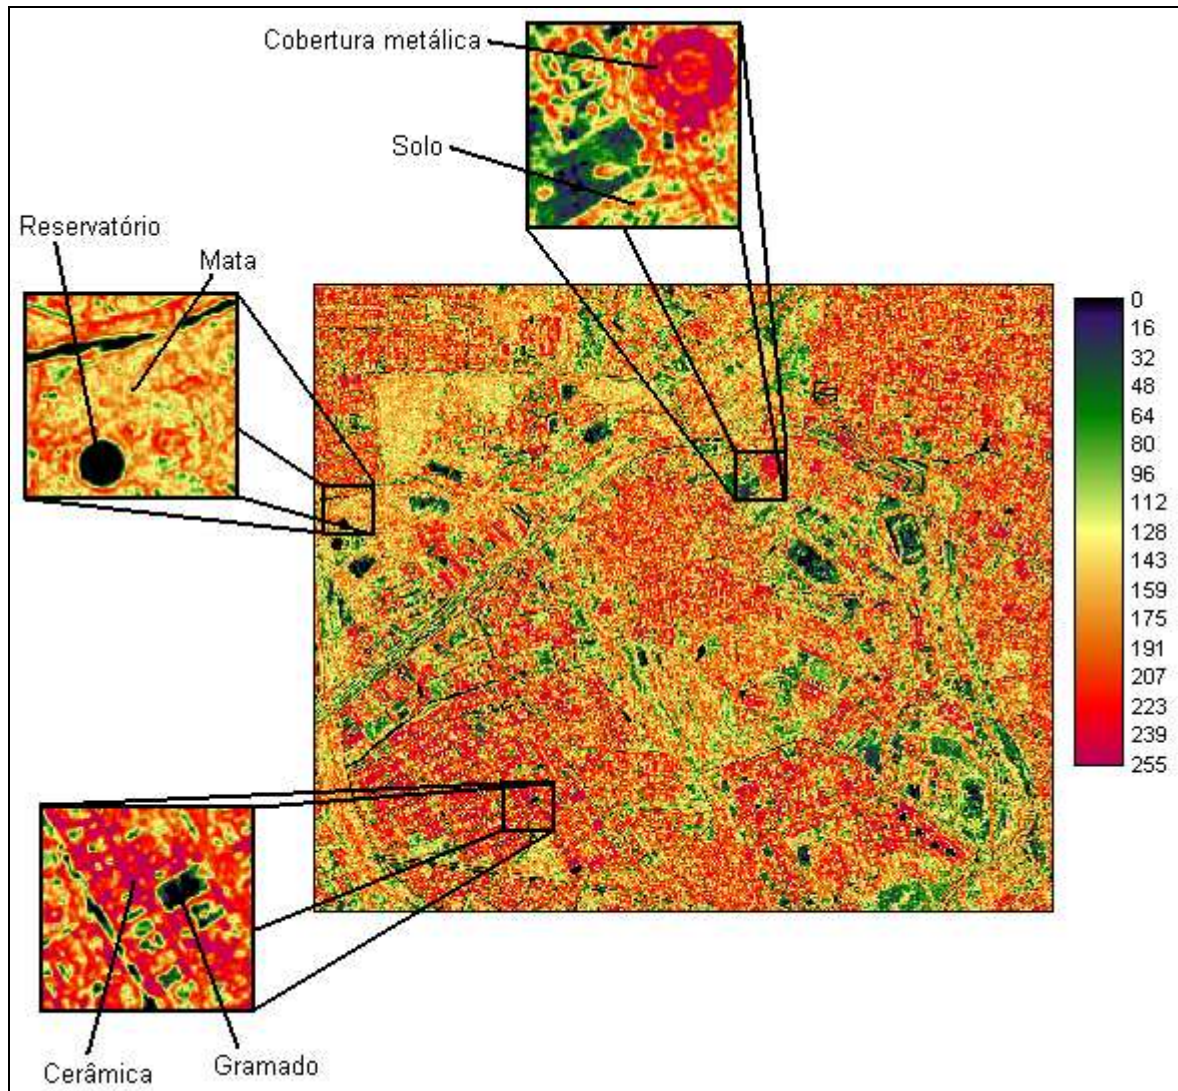 Cobertura metálica
Solo
Reservatório
Mata
0
16
32
48
64
80
96
112
128
143
159
175
191
207
223
239
255
Cerâmica
Gramado